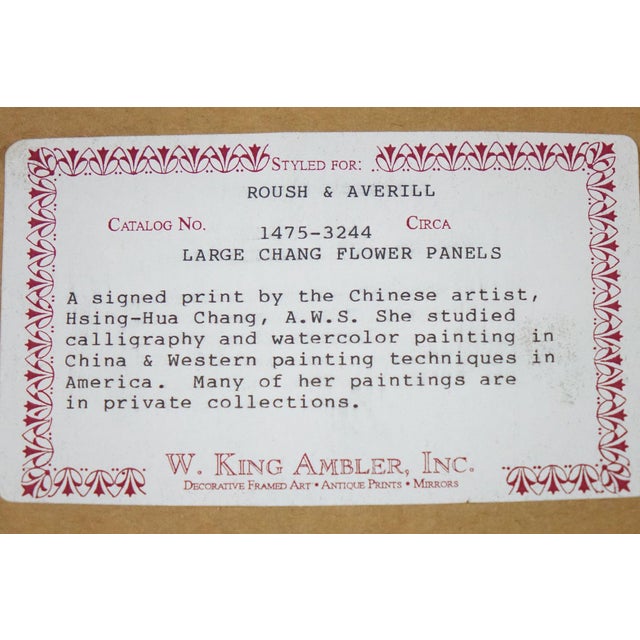 STYLED FOR:
ROUSH & AVERILL
CATALOG NO. 1475-3244 CIRCA
LARGE CHANG FLOWER PANELS
A signed print by the Chinese artist,
Hsing-Hua Chang, A.W.S. She studied
calligraphy and watercolor painting in
China & Western painting techniques in
America. Many of her paintings are
in private collections.
W. KING AMBLER, INC.
DECORATIVE FRAMED ART • ANTIQUE PRINTS • MIRRORS